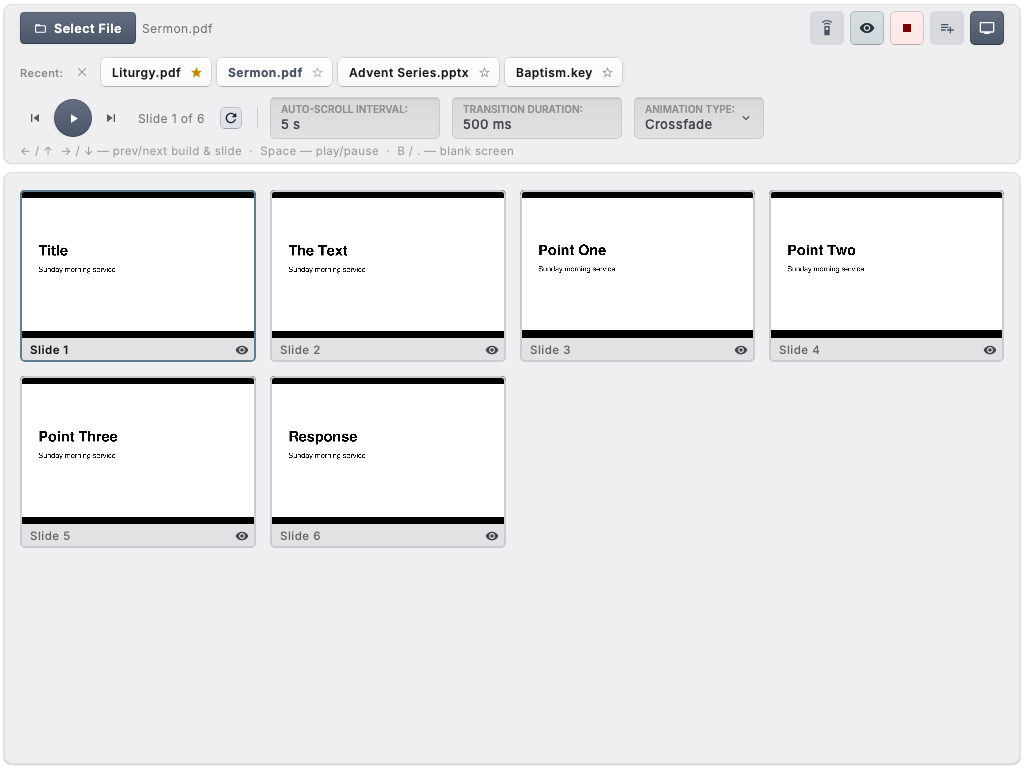 Select File Sermon.pdf
Recent: Liturgy.pdf Sermon.pdf Advent Series.pptx Baptism.key
Slide 1 of 6
AUTO-SCROLL INTERVAL:
5 s
TRANSITION DURATION:
500 ms
ANIMATION TYPE:
Crossfade
← / ↑ → / ↓ — prev/next build & slide · Space — play/pause · B / . — blank screen
Title
Sunday morning service
Slide 1
The Text
Sunday morning service
Slide 2
Point One
Sunday morning service
Slide 3
Point Two
Sunday morning service
Slide 4
Point Three
Sunday morning service
Slide 5
Response
Sunday morning service
Slide 6